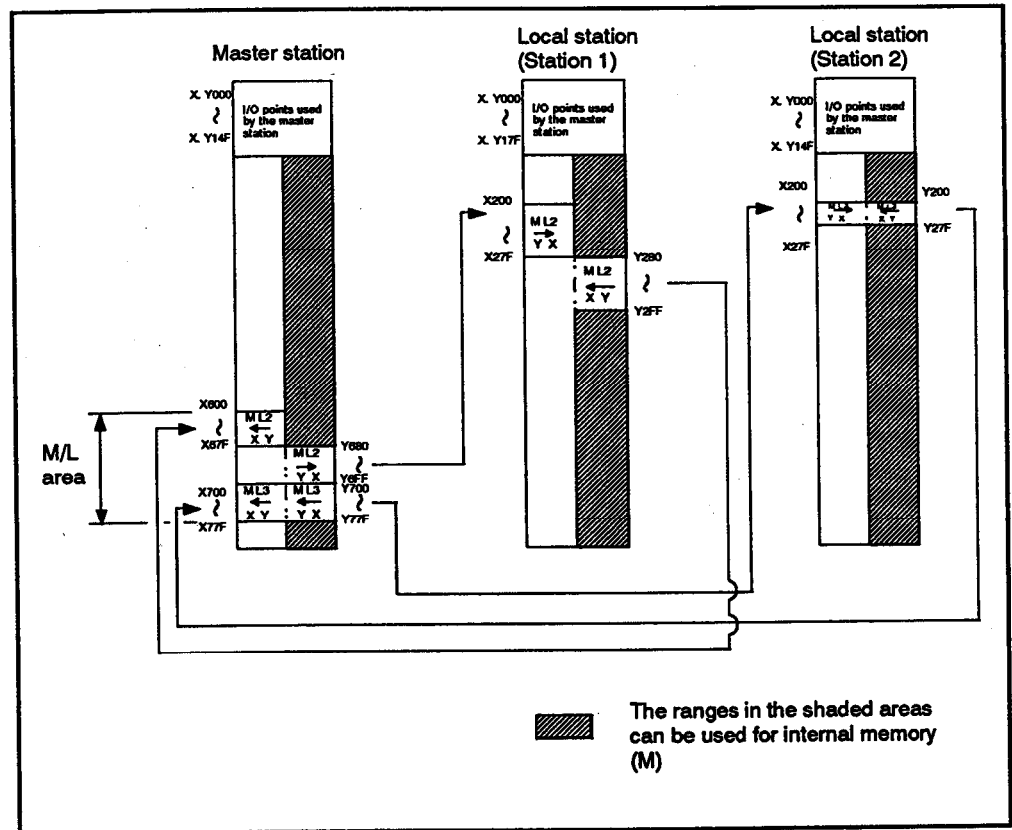 Master station
X. Y000
~
X. Y14F
I/O points used
by the master
station
X600
~
X67F
ML2
X Y
M/L
area
ML2
Y X
Y680
~
Y6FF
X700
~
X77F
ML3
X Y
ML3
Y X
Y700
~
Y77F
Local station
(Station 1)
X. Y000
~
X. Y17F
I/O points used
by the master
station
X200
~
X27F
ML2
Y X
ML2
X Y
Y280
~
Y2FF
Local station
(Station 2)
X. Y000
~
X. Y14F
I/O points used
by the master
station
X200
~
X27F
Y X
X Y
Y200
~
Y27F
The ranges in the shaded areas
can be used for internal memory
(M)